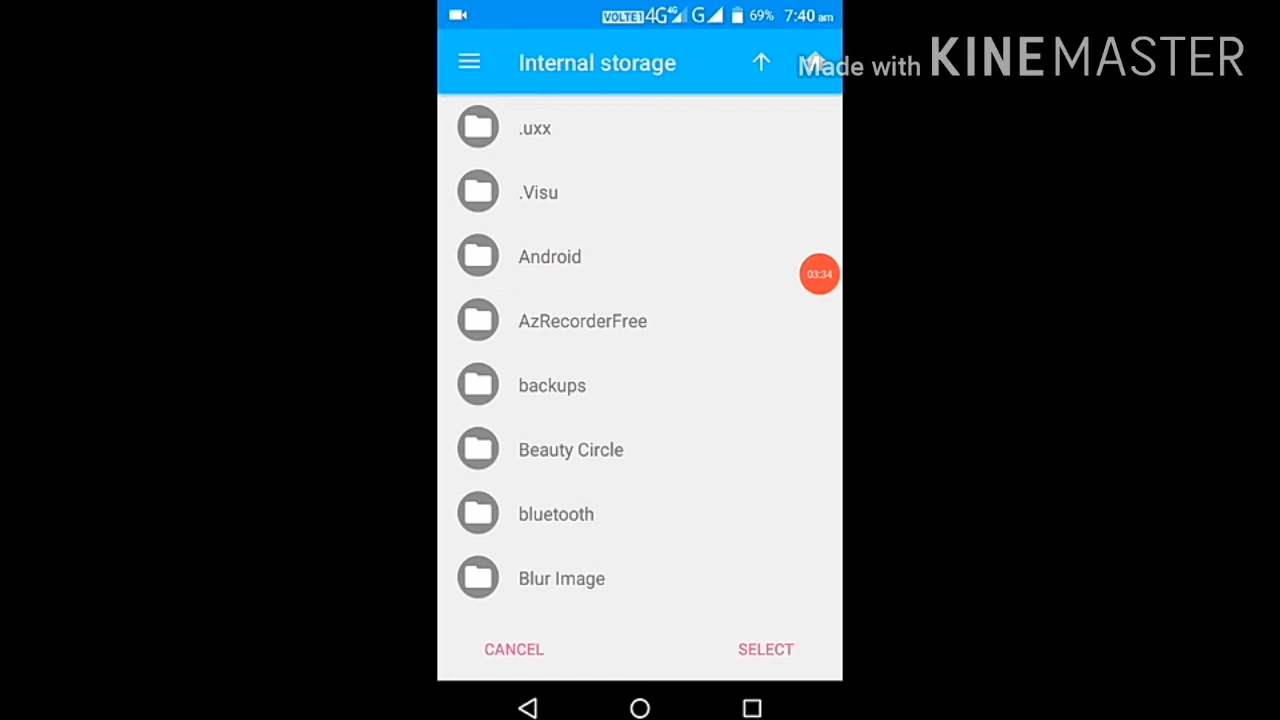 VOLTE1 4G 4G G 69% 7:40 am
Internal storage
Made with KINEMASTER
.uxx
.Visu
Android
03:34
AzRecorderFree
backups
Beauty Circle
bluetooth
Blur Image
CANCEL SELECT